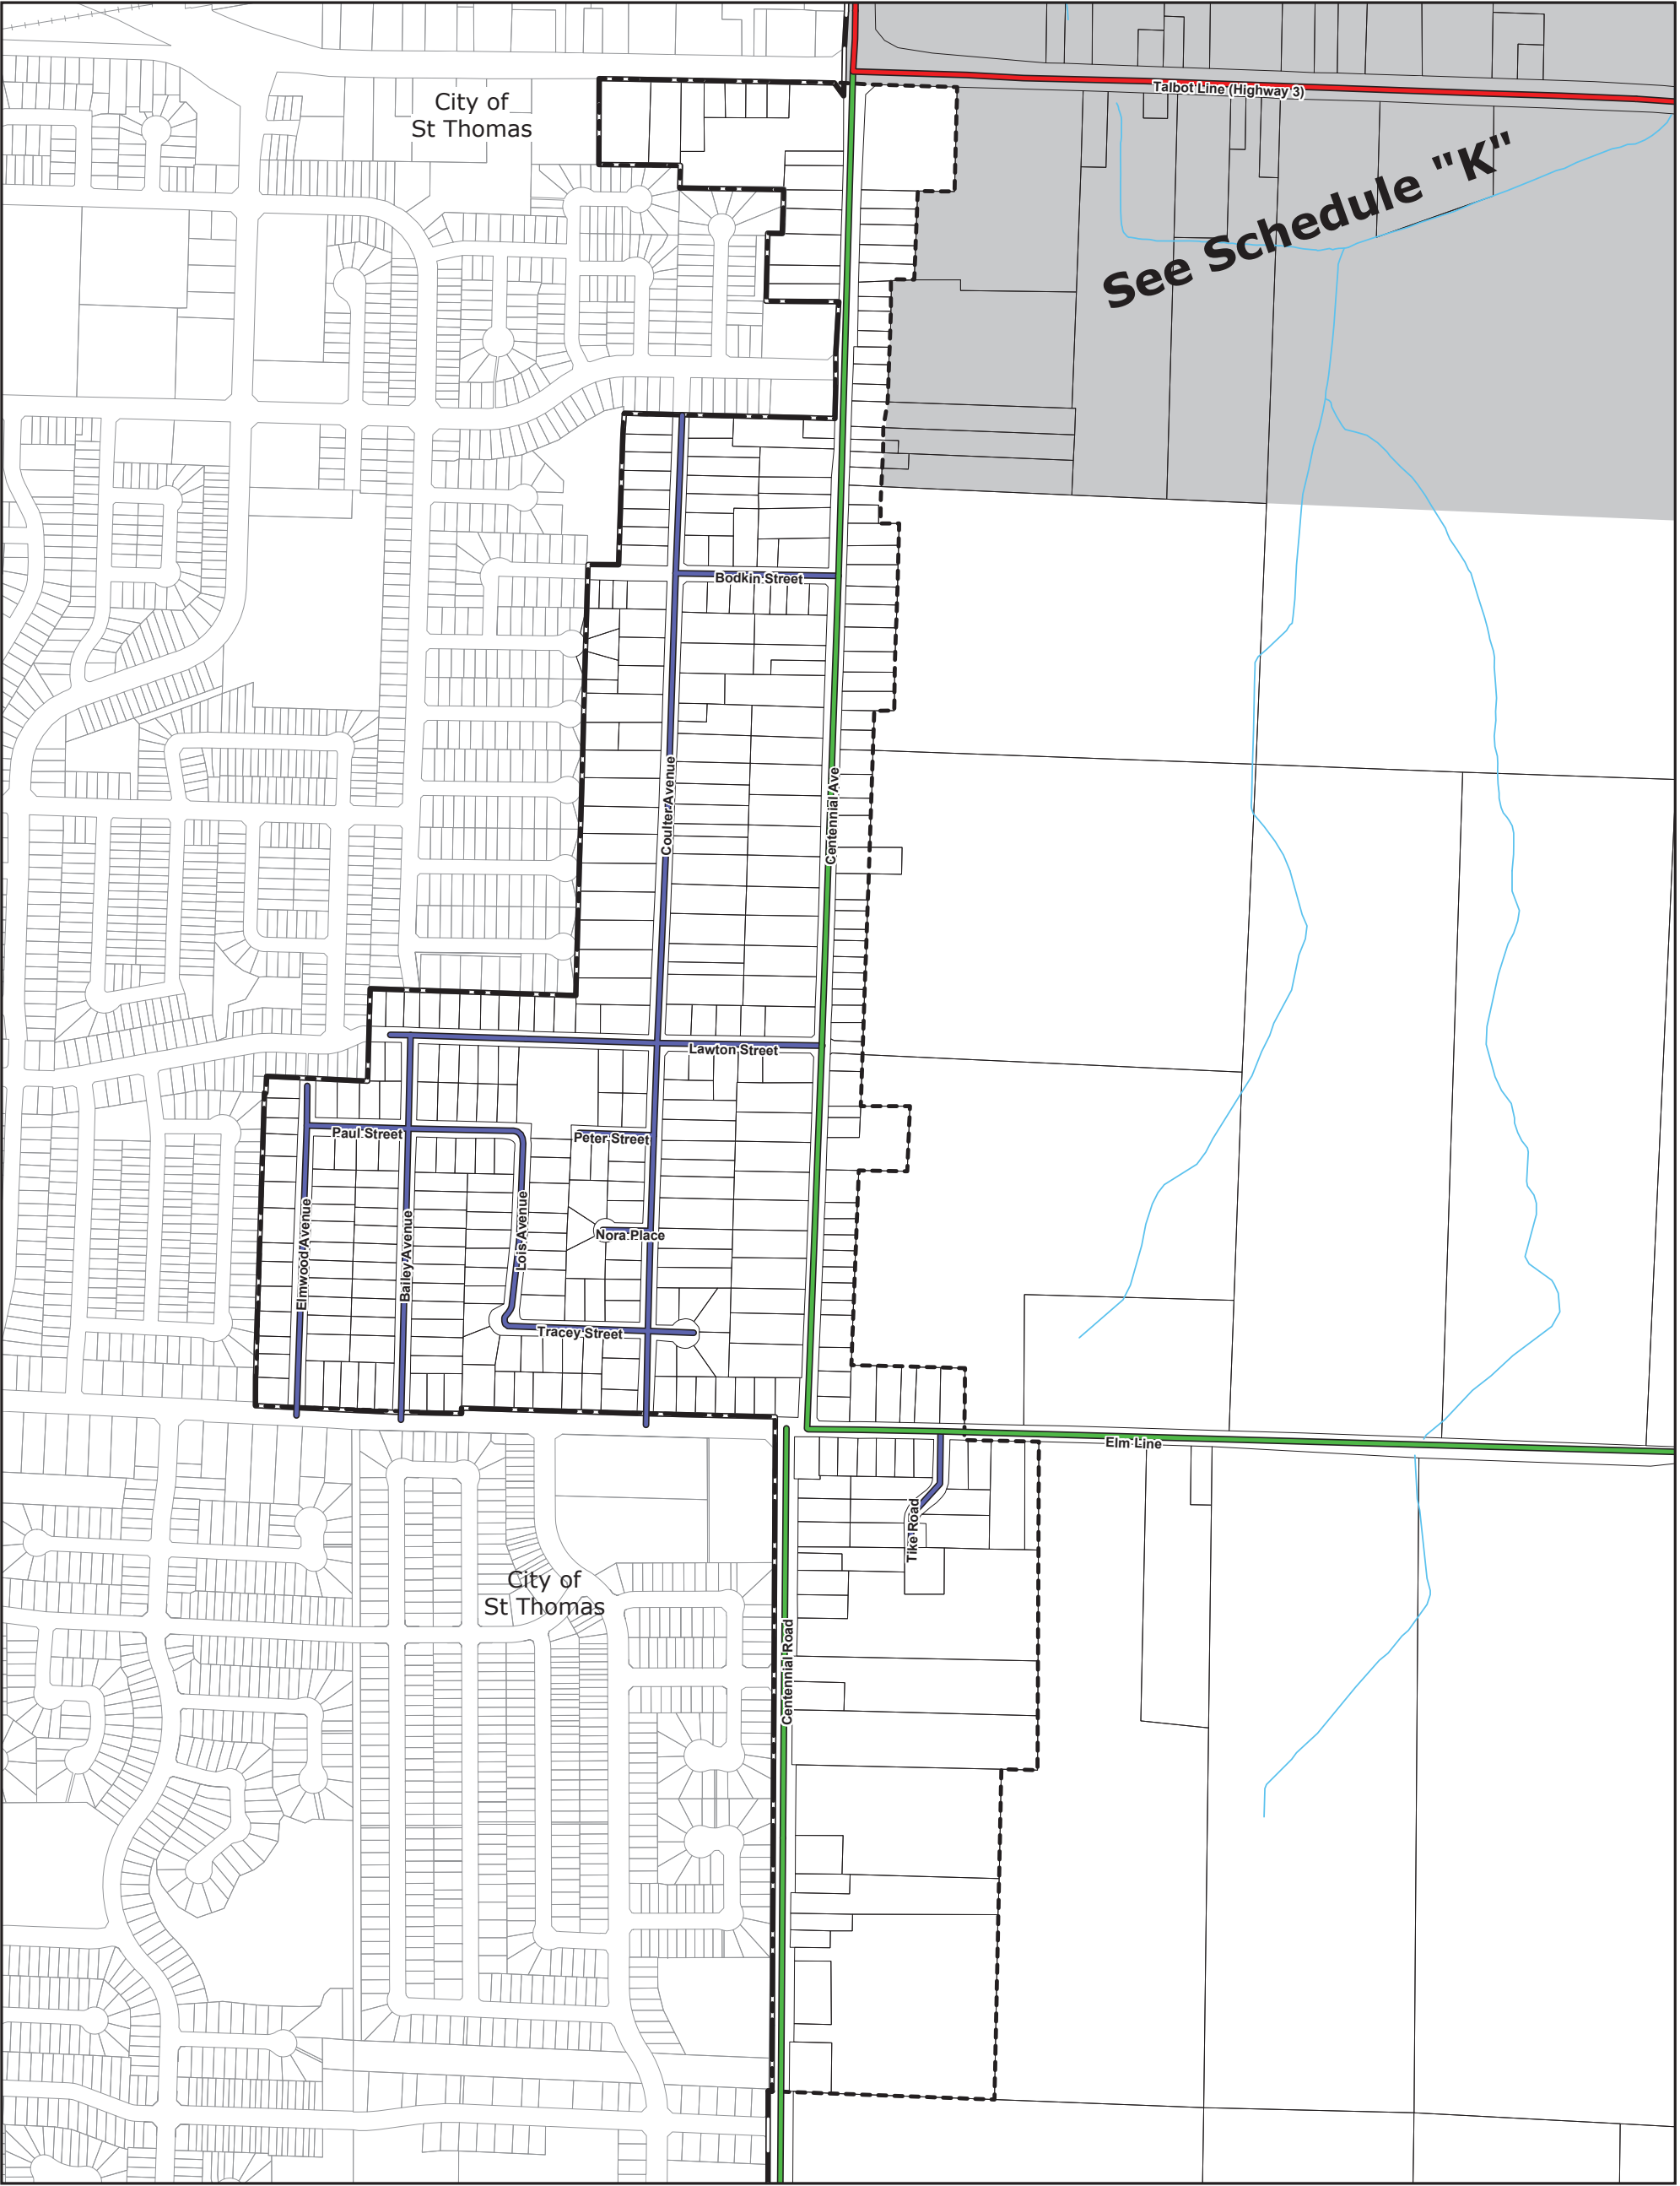 Talbot Line (Highway 3)
City of
St Thomas
See Schedule "K"
Bodkin Street
Coulter Avenue
Centennial Ave
Lawton Street
Paul Street
Peter Street
Elmwood Avenue
Bailey Avenue
Lois Avenue
Nora Place
Tracey Street
Elm Line
Tike Road
City of
St Thomas
Centennial Road